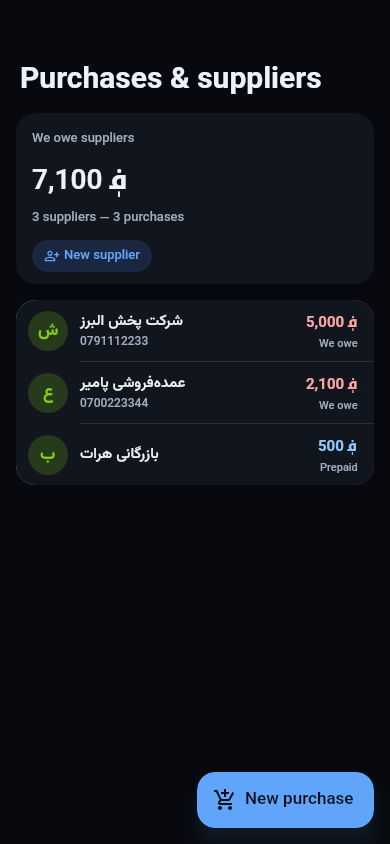 Purchases & suppliers
We owe suppliers
7,100 ؋
3 suppliers — 3 purchases
New supplier
ش
شرکت پخش البرز
0791112233
5,000 ؋
We owe
ع
عمده‌فروشی پامیر
0700223344
2,100 ؋
We owe
ب
بازرگانی هرات
500 ؋
Prepaid
New purchase